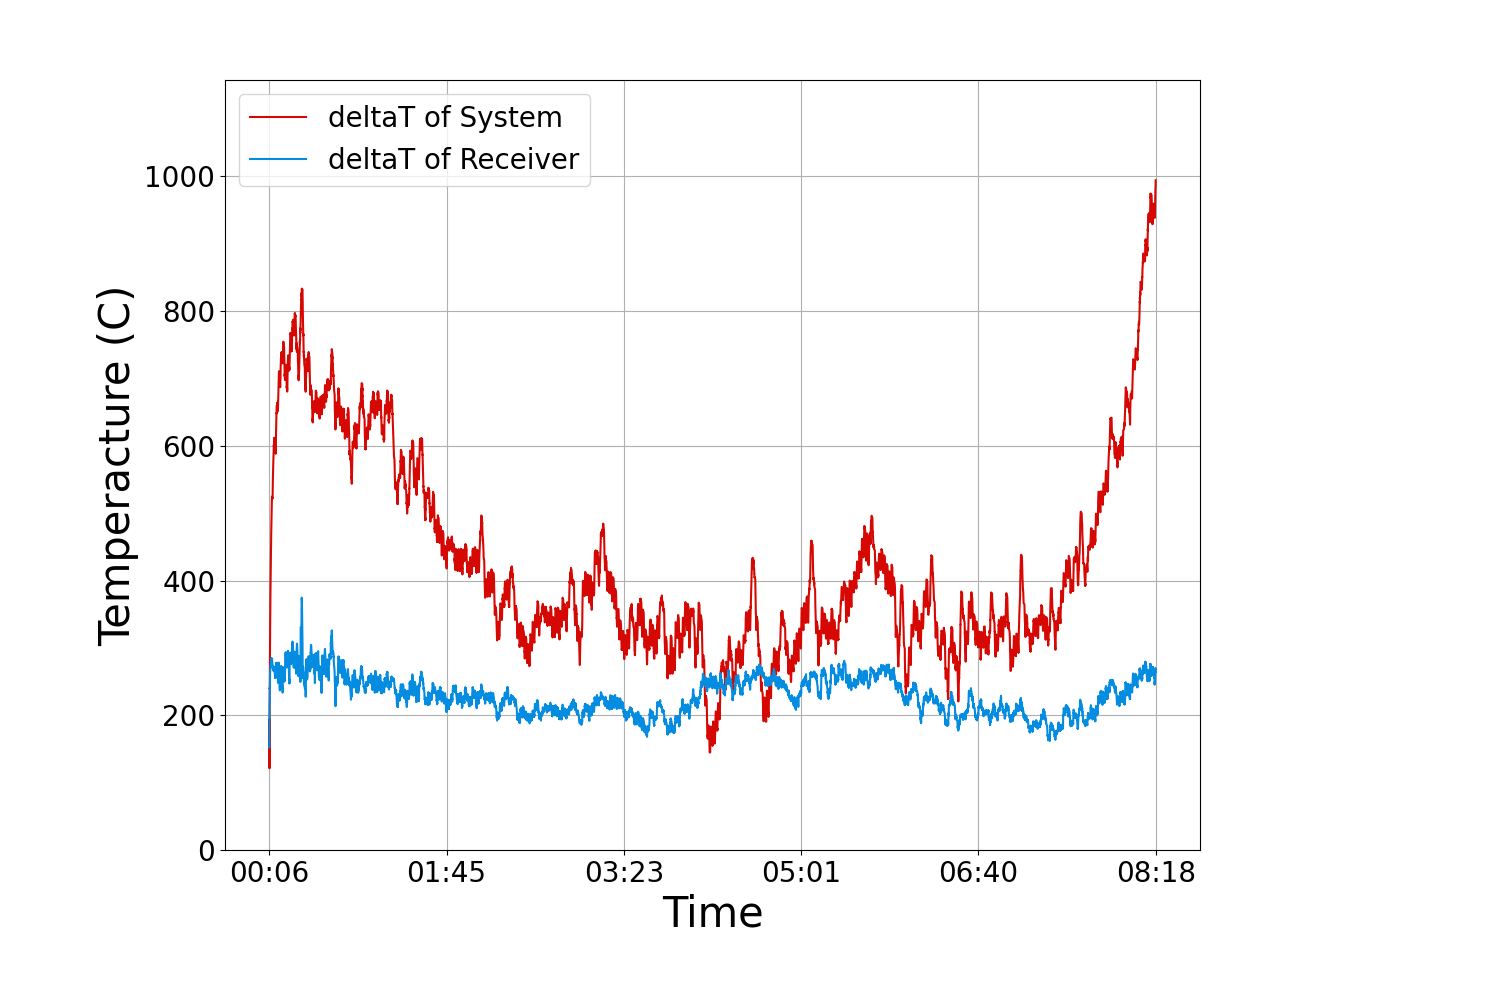 deltaT of System
deltaT of Receiver
Temperacture (C)
1000
800
600
400
200
0
00:06 01:45 03:23 05:01 06:40 08:18
Time